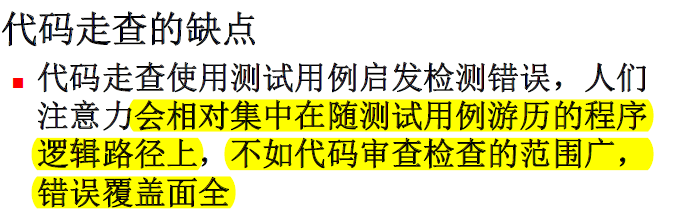 代码走查的缺点
代码走查使用测试用例启发检测错误，人们
注意力会相对集中在随测试用例游历的程序
逻辑路径上，不如代码审查检查的范围广，
错误覆盖面全